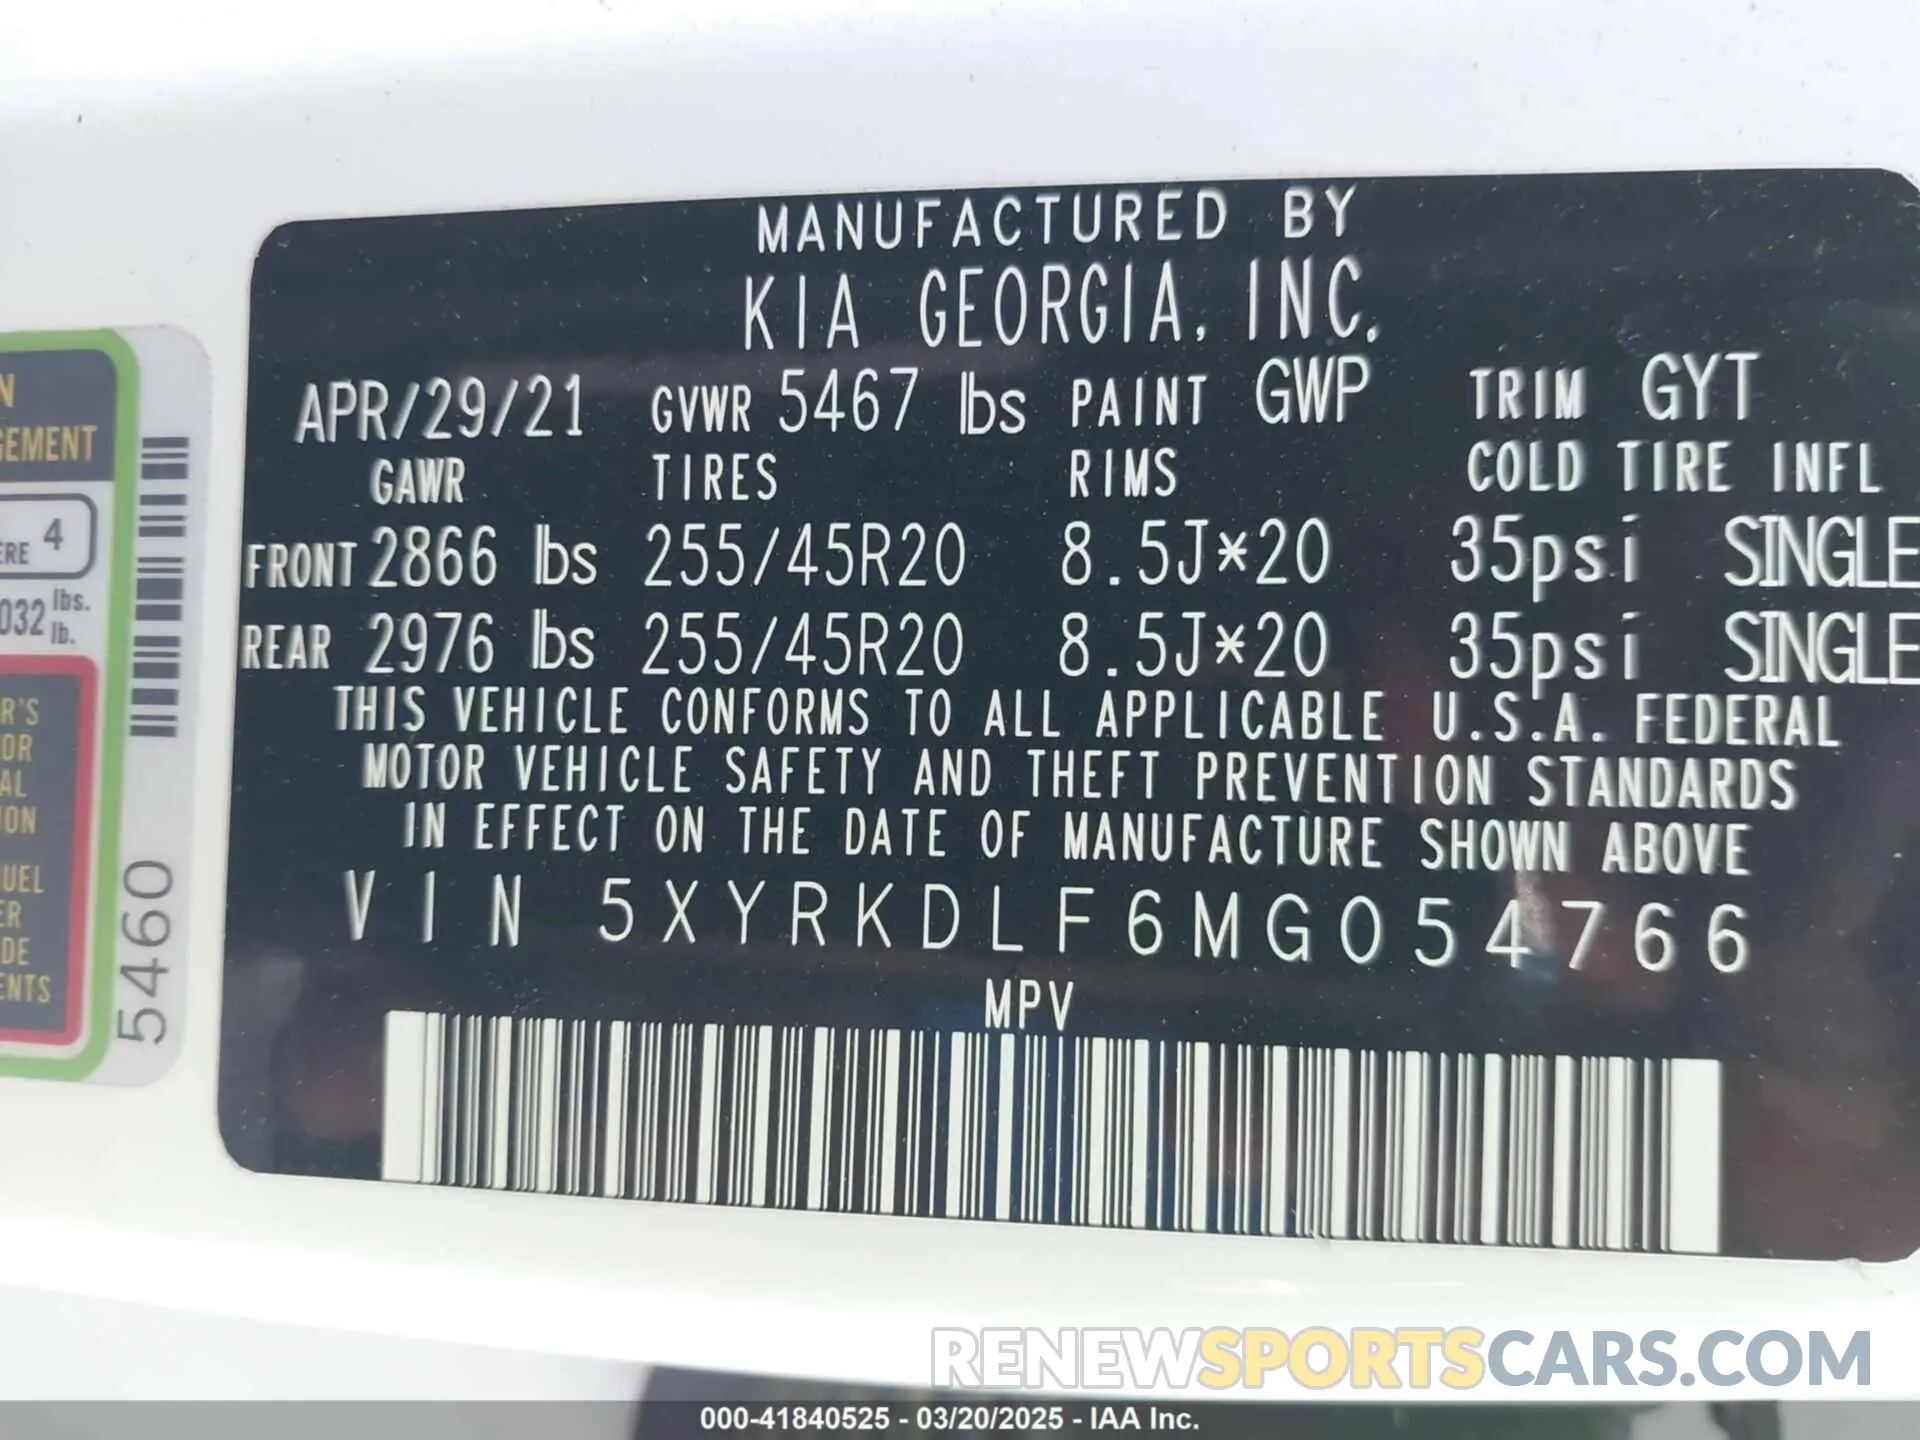 MANUFACTURED BY
KIA GEORGIA, INC.
APR/29/21 GVWR 5467 lbs PAINT GWP TRIM GYT
GAWR TIRES RIMS COLD TIRE INFL
FRONT 2866 lbs 255/45R20 8.5J*20 35psi SINGLE
REAR 2976 lbs 255/45R20 8.5J*20 35psi SINGLE
THIS VEHICLE CONFORMS TO ALL APPLICABLE U.S.A. FEDERAL
MOTOR VEHICLE SAFETY AND THEFT PREVENTION STANDARDS
IN EFFECT ON THE DATE OF MANUFACTURE SHOWN ABOVE
VIN 5XYRKDLF6MG054766
MPV
4
lbs.
lb.
5460
RENEWSPORTSCARS.COM
000-41840525 - 03/20/2025 - IAA Inc.